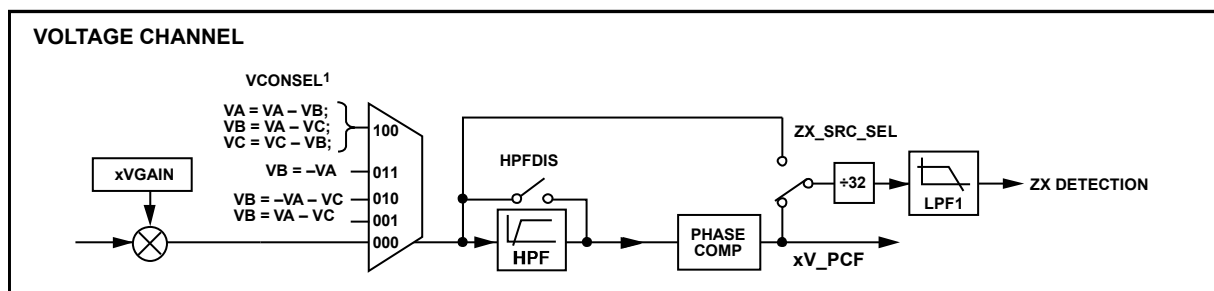 VOLTAGE CHANNEL
VCONSEL1
VA = VA – VB;
VB = VA – VC;
VC = VC – VB;
100
ZX_SRC_SEL
HPFDIS
xVGAIN
VB = –VA
011
÷32
ZX DETECTION
LPF1
VB = –VA – VC
010
VB = VA – VC
001
000
HPF
PHASE
COMP
xV_PCF